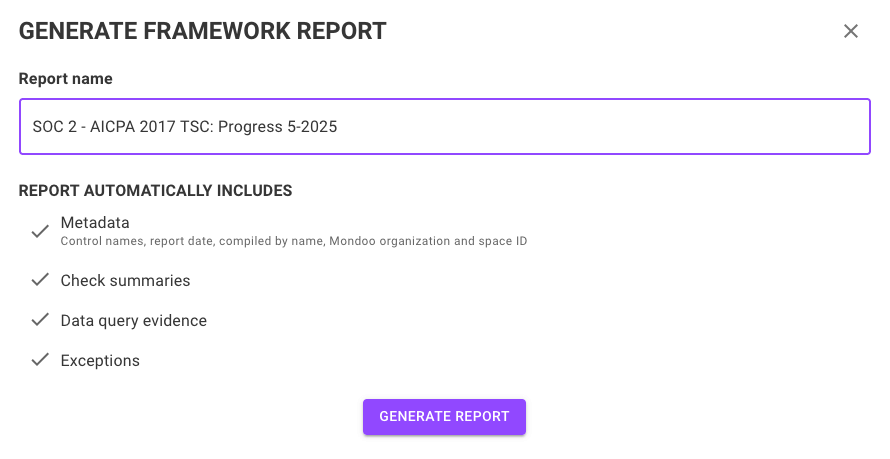 GENERATE FRAMEWORK REPORT
Report name
SOC 2 - AICPA 2017 TSC: Progress 5-2025
REPORT AUTOMATICALLY INCLUDES
Metadata
Control names, report date, compiled by name, Mondoo organization and space ID
Check summaries
Data query evidence
Exceptions
GENERATE REPORT